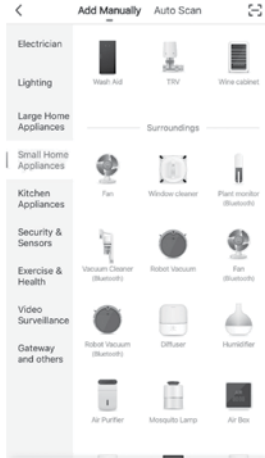 Add Manually Auto Scan
Electrician
Lighting
Large Home
Appliances
Small Home
Appliances
Kitchen
Appliances
Security &
Sensors
Exercise &
Health
Video
Surveillance
Gateway
and others
Wash Aid TRV Wine cabinet
Surroundings
Fan Window cleaner Plant monitor
(Bluetooth)
Vacuum Cleaner Robot Vacuum Fan
(Bluetooth) (Bluetooth)
Robot Vacuum Diffuser Humidifier
(Bluetooth)
Air Purifier Mosquito Lamp Air Box